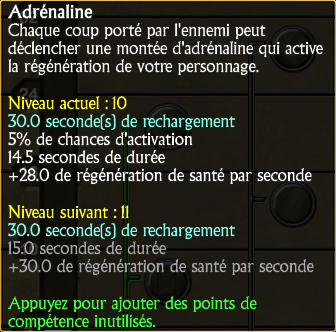 Adrénaline
Chaque coup porté par l'ennemi peut
déclencher une montée d'adrénaline qui active
la régénération de votre personnage.
Niveau actuel : 10
30.0 seconde(s) de rechargement
5% de chances d'activation
14.5 secondes de durée
+28.0 de régénération de santé par seconde
Niveau suivant : 11
30.0 seconde(s) de rechargement
15.0 secondes de durée
+30.0 de régénération de santé par seconde
Appuyez pour ajouter des points de
compétence inutilisés.